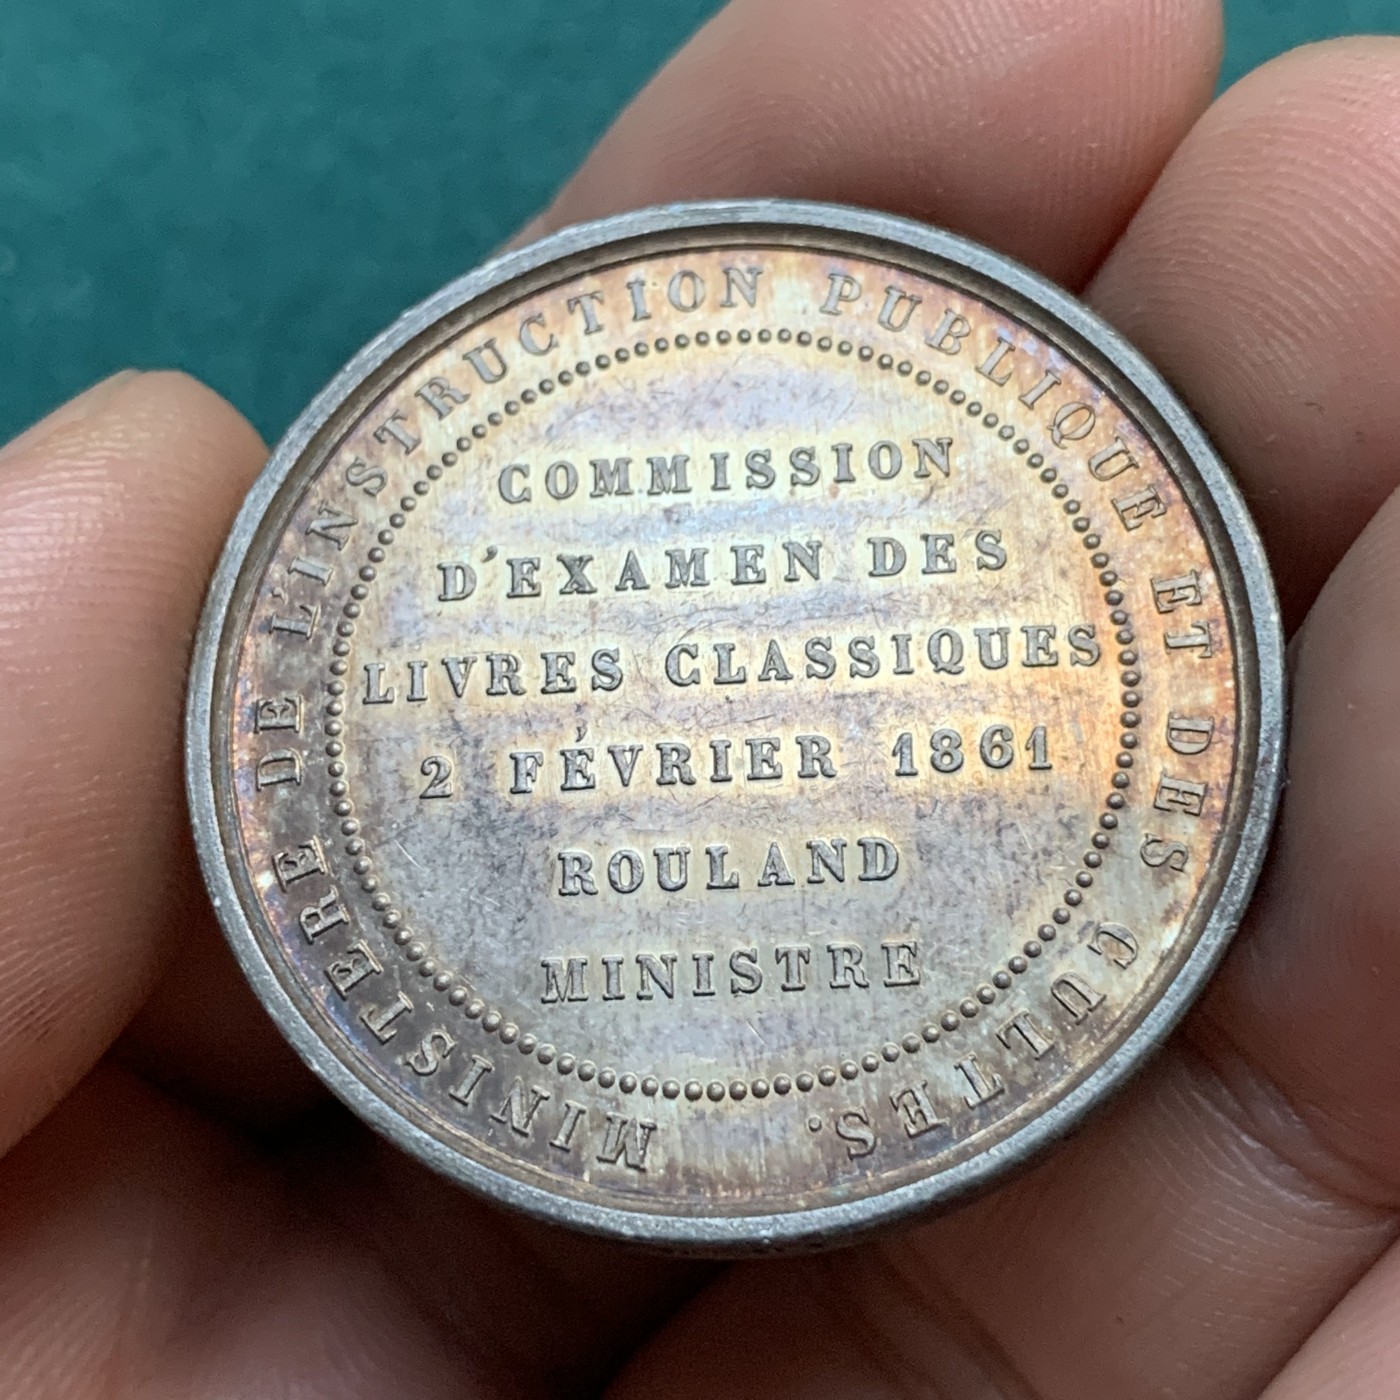 MINISTERE DE L'INSTRUCTION PUBLIQUE ET DES CULTES.
COMMISSION
D'EXAMEN DES
LIVRES CLASSIQUES
2 FÉVRIER 1861
ROULAND
MINISTRE